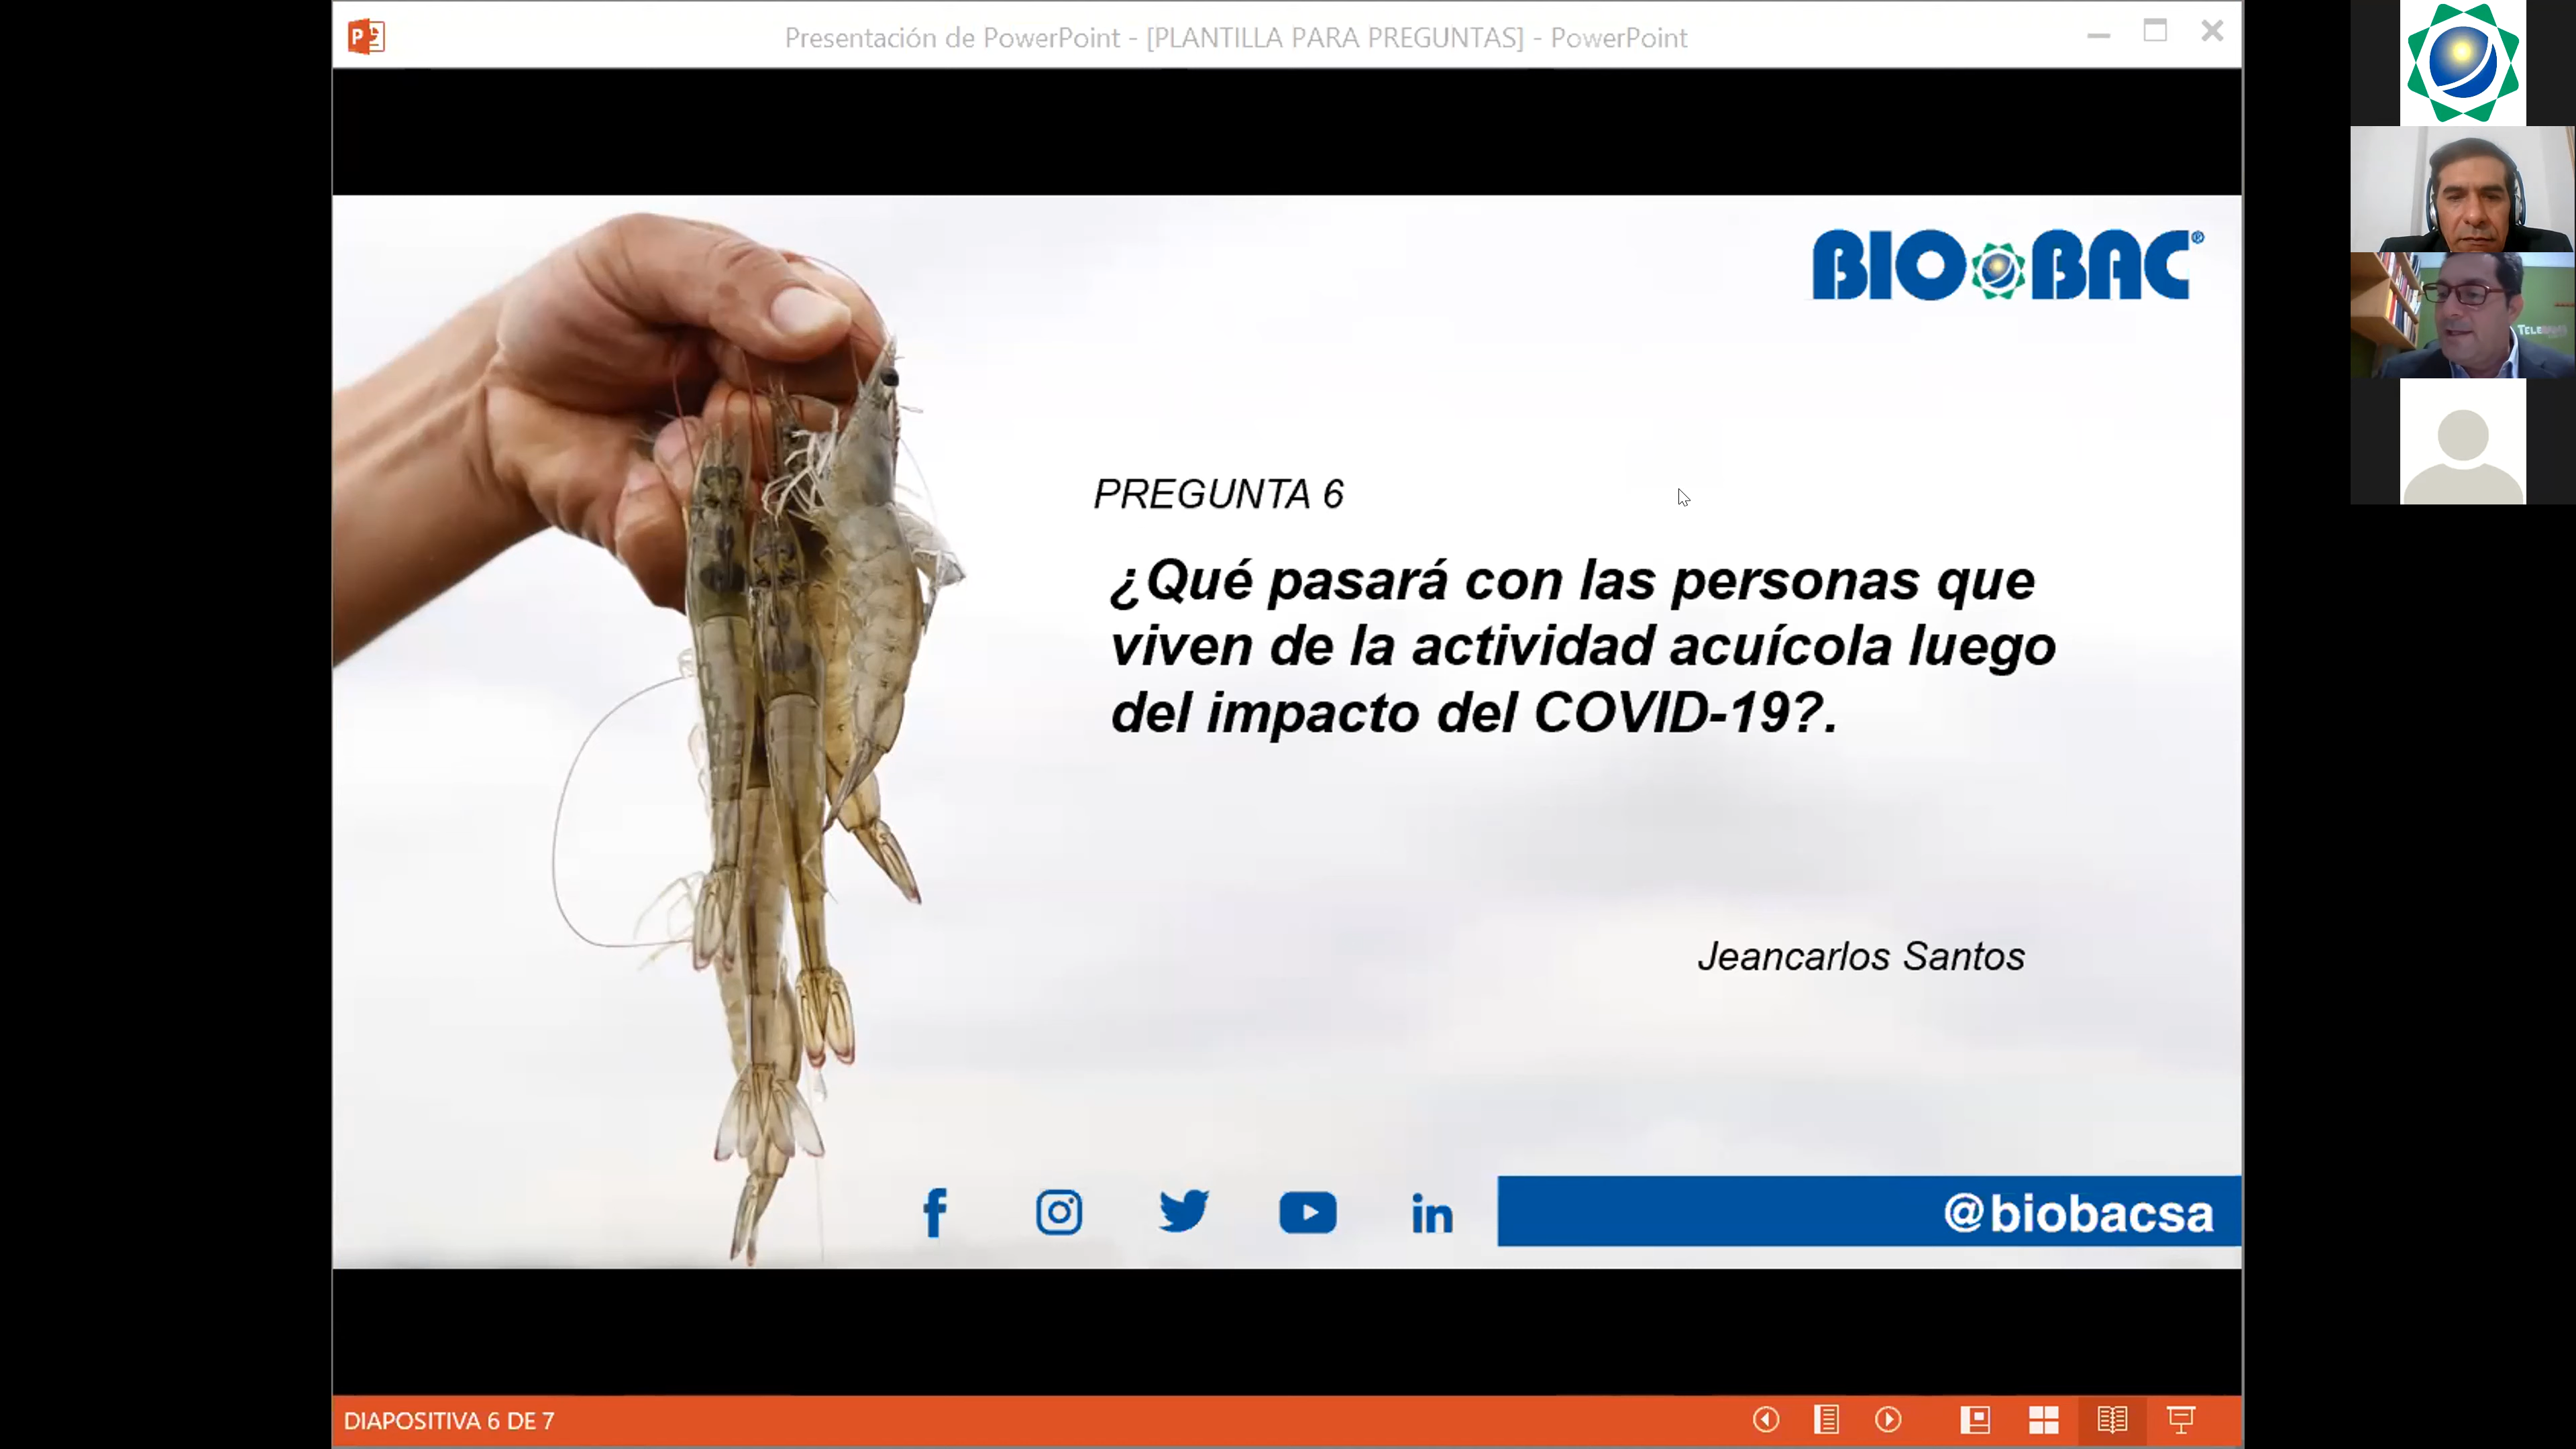 Presentación de PowerPoint - [PLANTILLA PARA PREGUNTAS] - PowerPoint
BIO BAC®
PREGUNTA 6
¿Qué pasará con las personas que
viven de la actividad acuícola luego
del impacto del COVID-19?.
Jeancarlos Santos
@biobacsa
DIAPOSITIVA 6 DE 7